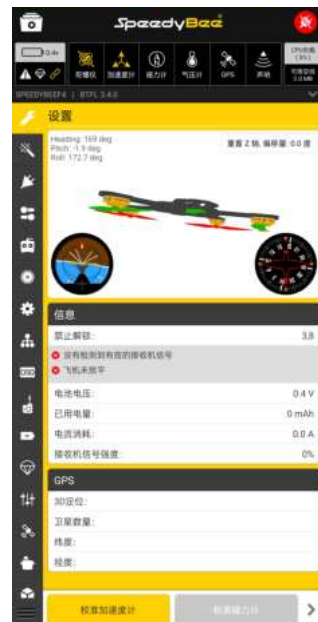 SpeedyBee
0.4v
陀螺仪
加速度计
磁力计
气压计
GPS
声呐
SPEEDYBEEF4 | BTFL 3.4.0
设置
Heading: 169 deg
Pitch: -1.9 deg
Roll: 172.7 deg
重置 Z 轴, 偏移量: 0.0 度
信息
禁止解锁:
3,8
没有检测到有效的接收机信号
飞机未放平
电池电压:
0.4 V
已用电量:
0 mAh
电流消耗:
0.0 A
接收机信号强度:
0%
GPS
3D定位:
卫星数量:
纬度:
经度:
校准加速度计
校准磁力计